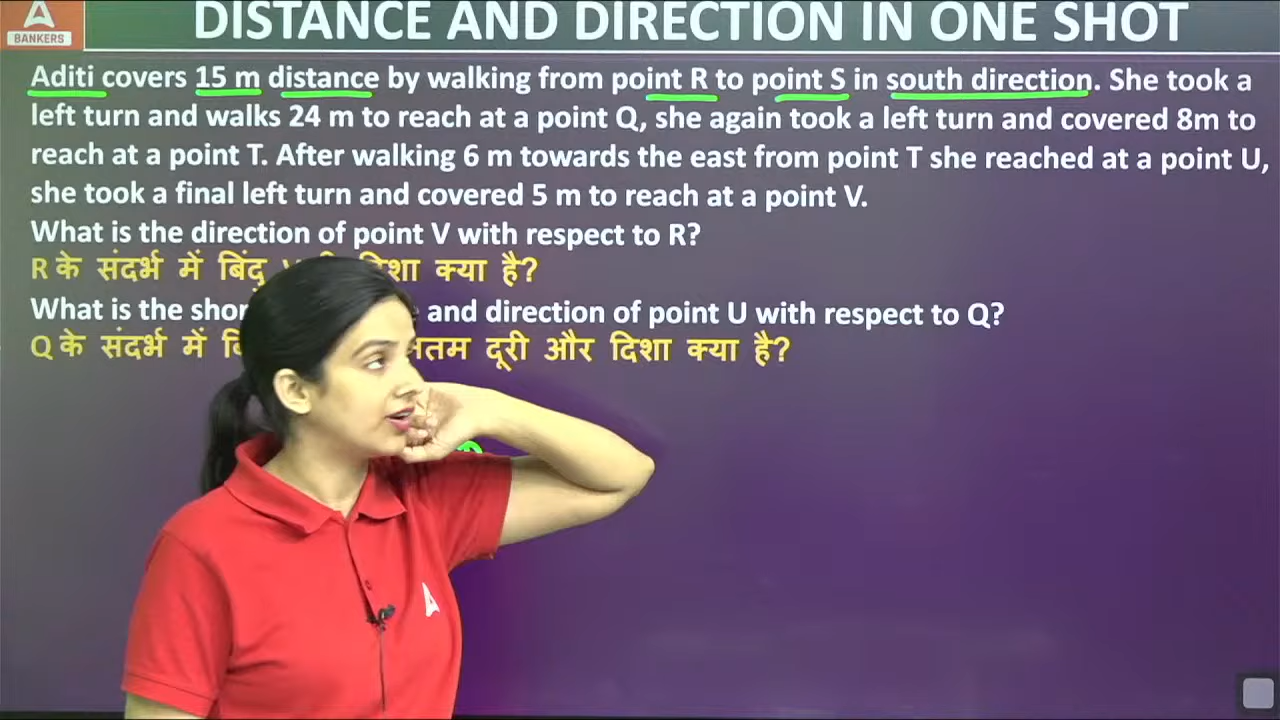 DISTANCE AND DIRECTION IN ONE SHOT
BANKERS
Aditi covers 15 m distance by walking from point R to point S in south direction. She took a
left turn and walks 24 m to reach at a point Q, she again took a left turn and covered 8m to
reach at a point T. After walking 6 m towards the east from point T she reached at a point U,
she took a final left turn and covered 5 m to reach at a point V.
What is the direction of point V with respect to R?
R के संदर्भ में बिंदु क्या है?
What is the and direction of point U with respect to Q?
Q के संदर्भ में दूरी और दिशा क्या है?